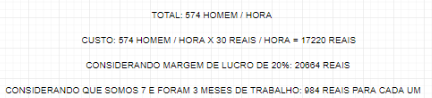 TOTAL: 574 HOMEM / HORA
CUSTO: 574 HOMEM / HORA X 30 REAIS / HORA = 17220 REAIS
CONSIDERANDO MARGEM DE LUCRO DE 20%: 20664 REAIS
CONSIDERANDO QUE SOMOS 7 E FORAM 3 MESES DE TRABALHO: 984 REAIS PARA CADA UM